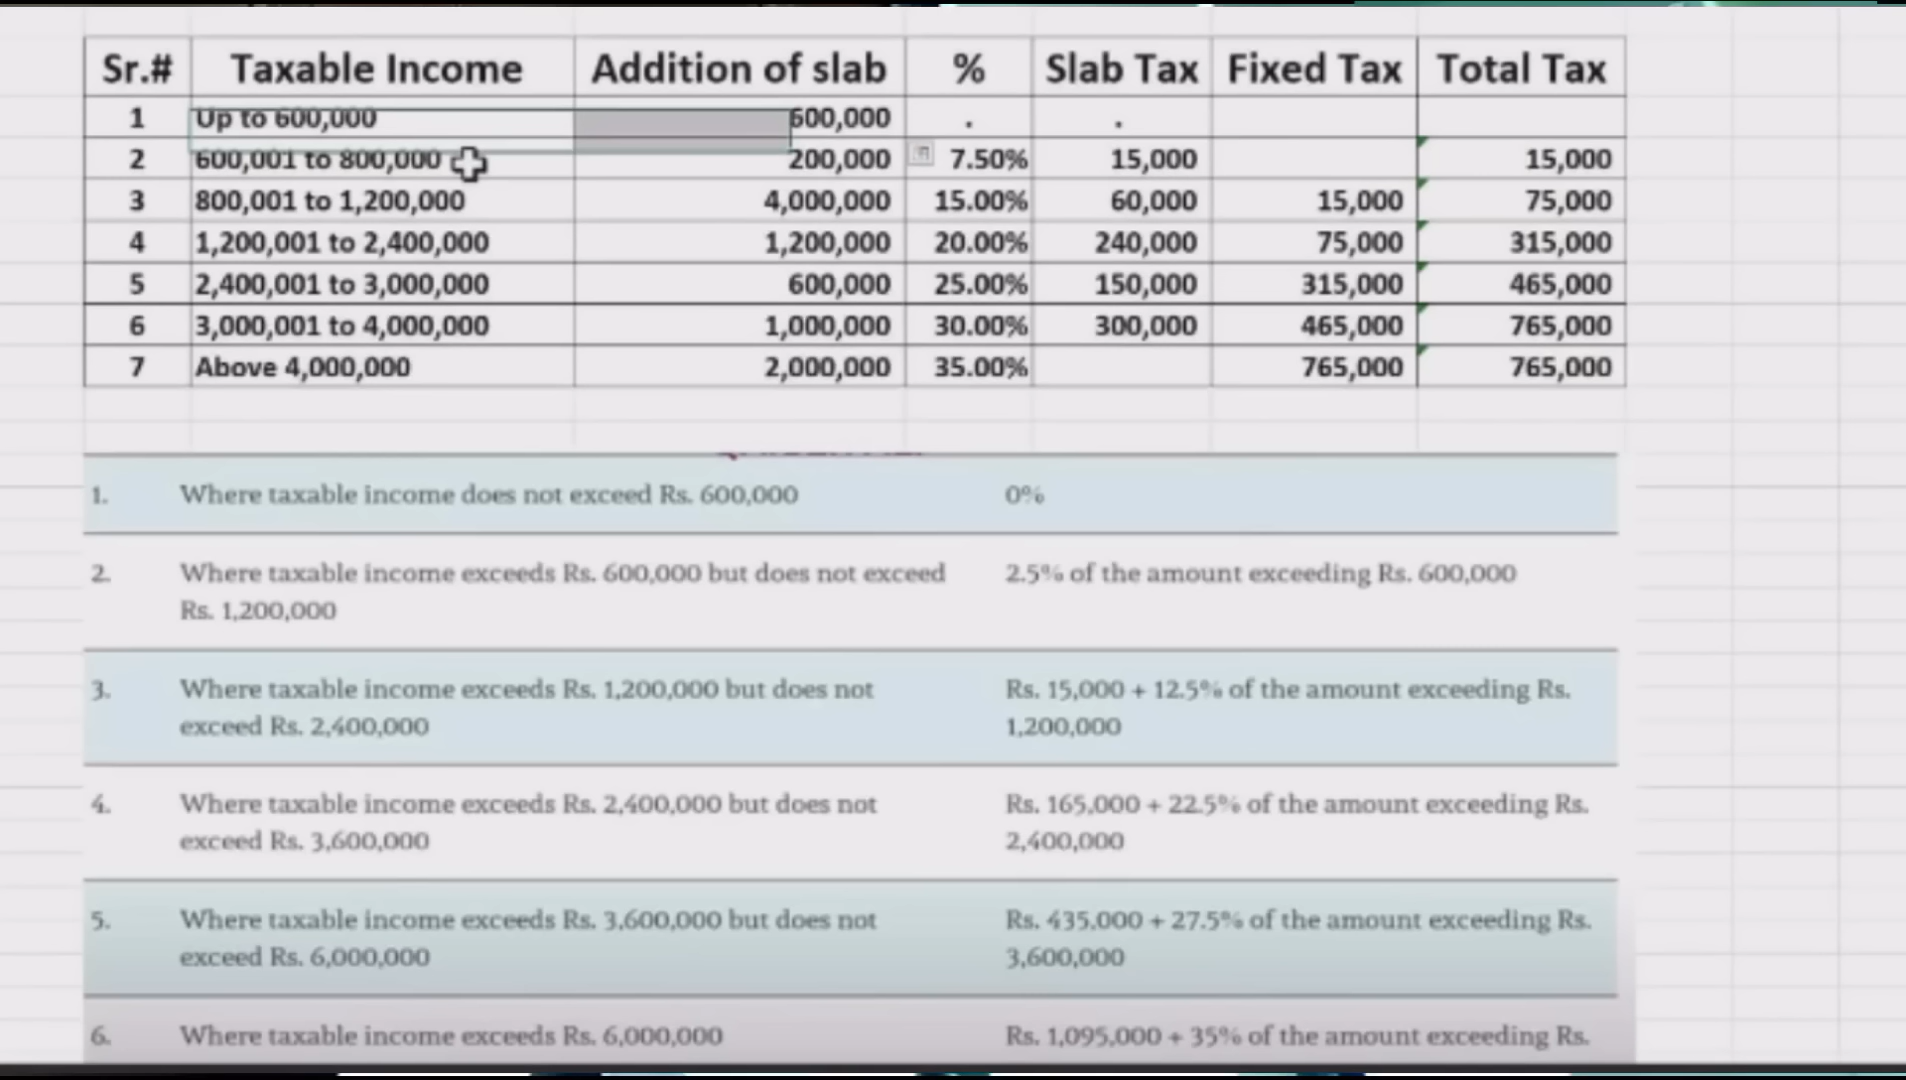 Sr.# Taxable Income Addition of slab % Slab Tax Fixed Tax Total Tax
1 Up to 600,000 600,000 . .
2 600,001 to 800,000 200,000 7.50% 15,000 15,000
3 800,001 to 1,200,000 4,000,000 15.00% 60,000 15,000 75,000
4 1,200,001 to 2,400,000 1,200,000 20.00% 240,000 75,000 315,000
5 2,400,001 to 3,000,000 600,000 25.00% 150,000 315,000 465,000
6 3,000,001 to 4,000,000 1,000,000 30.00% 300,000 465,000 765,000
7 Above 4,000,000 2,000,000 35.00% 765,000 765,000
1. Where taxable income does not exceed Rs. 600,000 0%
2. Where taxable income exceeds Rs. 600,000 but does not exceed 2.5% of the amount exceeding Rs. 600,000
Rs. 1,200,000
3. Where taxable income exceeds Rs. 1,200,000 but does not Rs. 15,000 + 12.5% of the amount exceeding Rs.
exceed Rs. 2,400,000 1,200,000
4. Where taxable income exceeds Rs. 2,400,000 but does not Rs. 165,000 + 22.5% of the amount exceeding Rs.
exceed Rs. 3,600,000 2,400,000
5. Where taxable income exceeds Rs. 3,600,000 but does not Rs. 435,000 + 27.5% of the amount exceeding Rs.
exceed Rs. 6,000,000 3,600,000
6. Where taxable income exceeds Rs. 6,000,000 Rs. 1,095,000 + 35% of the amount exceeding Rs.